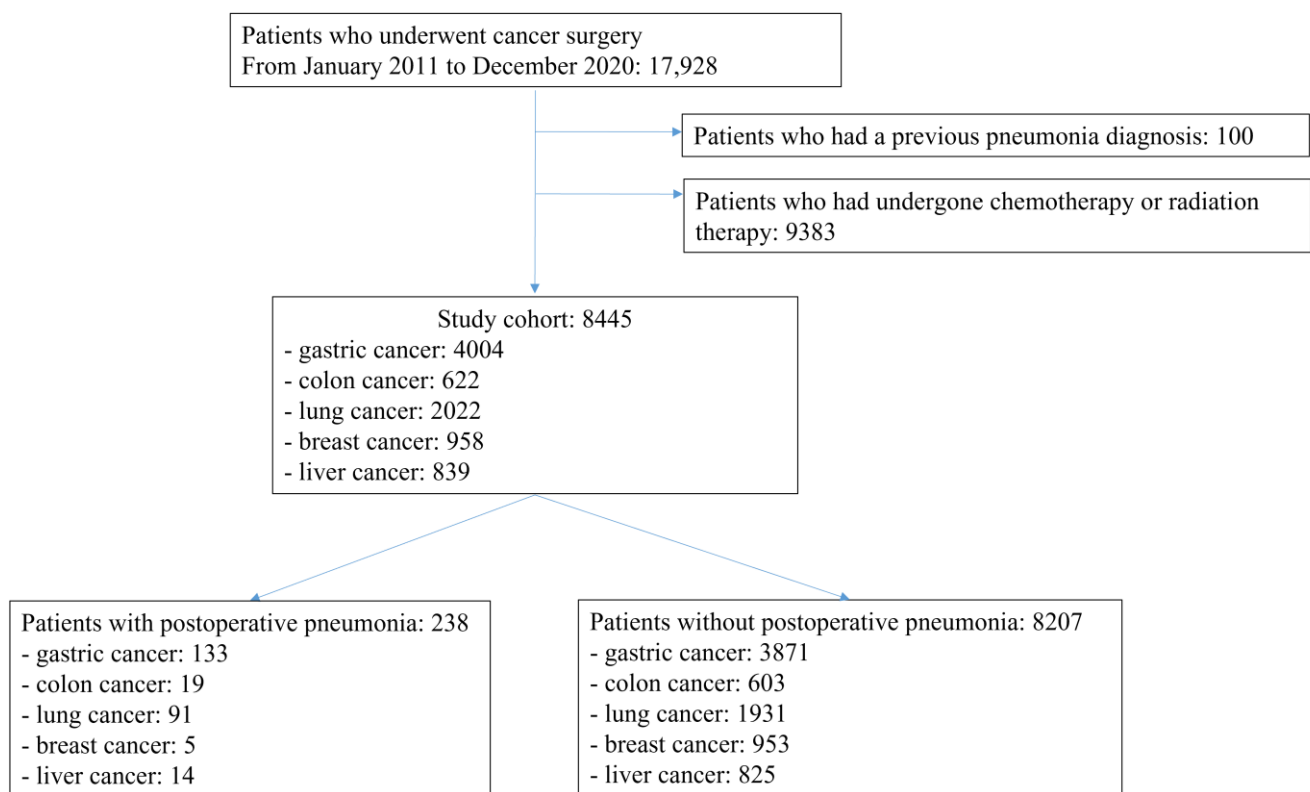 Patients who underwent cancer surgery
From January 2011 to December 2020: 17,928
Patients who had a previous pneumonia diagnosis: 100
Patients who had undergone chemotherapy or radiation
therapy: 9383
Study cohort: 8445
- gastric cancer: 4004
- colon cancer: 622
- lung cancer: 2022
- breast cancer: 958
- liver cancer: 839
Patients with postoperative pneumonia: 238
- gastric cancer: 133
- colon cancer: 19
- lung cancer: 91
- breast cancer: 5
- liver cancer: 14
Patients without postoperative pneumonia: 8207
- gastric cancer: 3871
- colon cancer: 603
- lung cancer: 1931
- breast cancer: 953
- liver cancer: 825